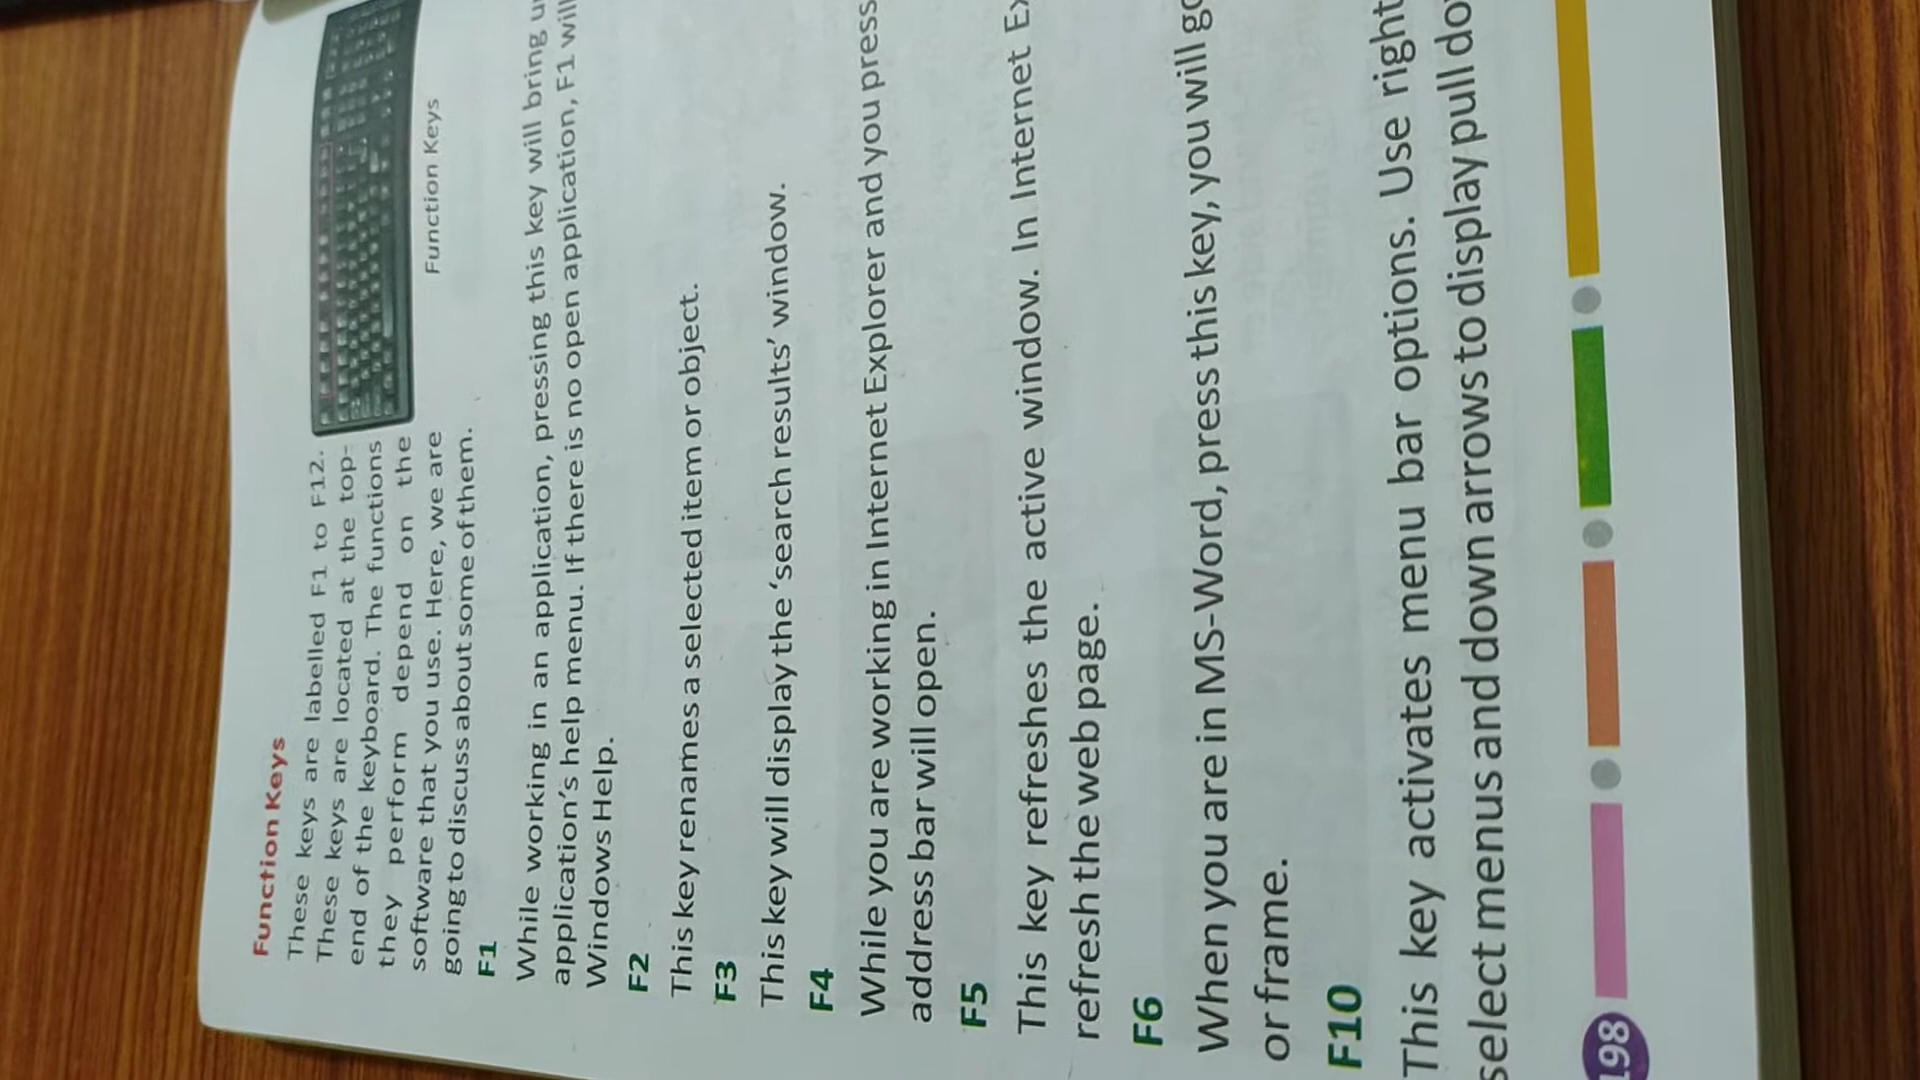 Function Keys
These keys are labelled F1 to F12.
These keys are located at the top-
end of the keyboard. The functions
they perform depend on the
software that you use. Here, we are
going to discuss about some of them.
Function Keys
F1
While working in an application, pressing this key will bring
application's help menu. If there is no open application, F1 will
Windows Help.
F2
This key renames a selected item or object.
F3
This key will display the 'search results' window.
F4
While you are working in Internet Explorer and you press
address bar will open.
F5
This key refreshes the active window. In Internet
refresh the web page.
F6
When you are in MS-Word, press this key, you will
or frame.
F10
This key activates menu bar options. Use right
select menus and down arrows to display pull
198